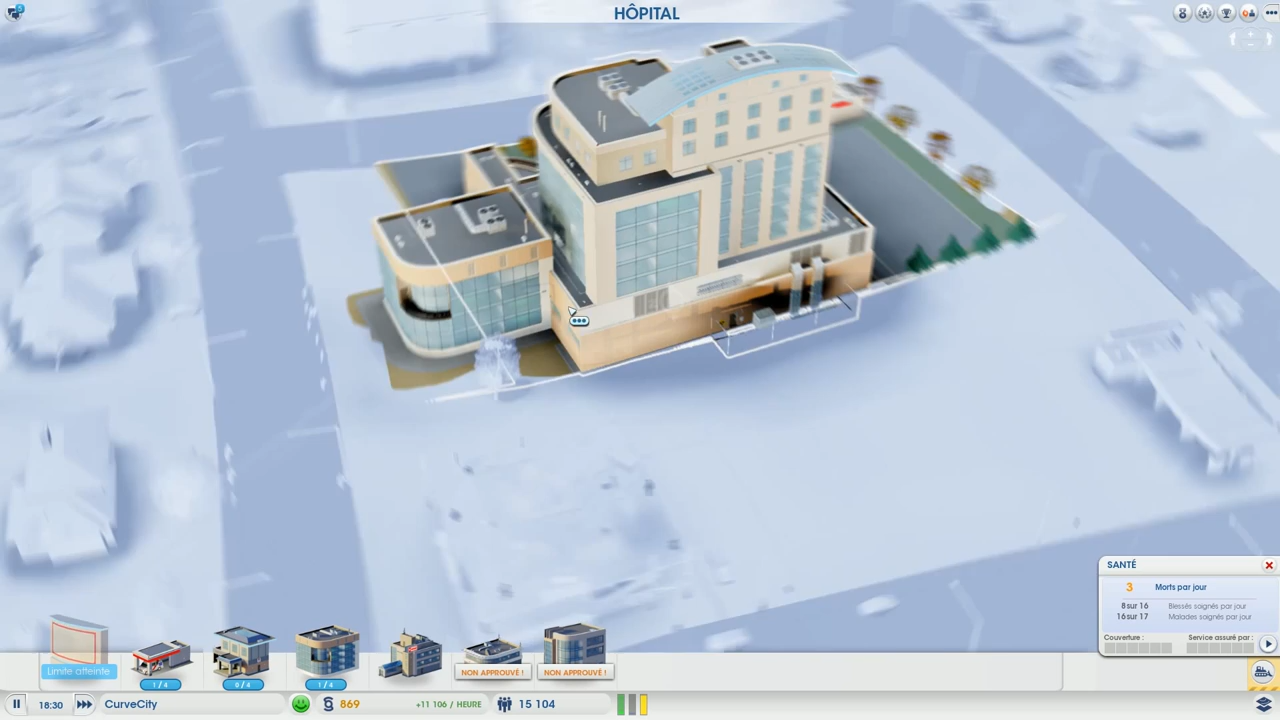 5
HÔPITAL
SANTÉ
3 Morts par jour
8 sur 16 Blessés soignés par jour
16 sur 17 Malades soignés par jour
Couverture : Service assuré par :
Limite atteinte
1 / 4
0 / 4
1 / 4
NON APPROUVÉ !
NON APPROUVÉ !
18:30
CurveCity
869
+11 106 / HEURE
15 104